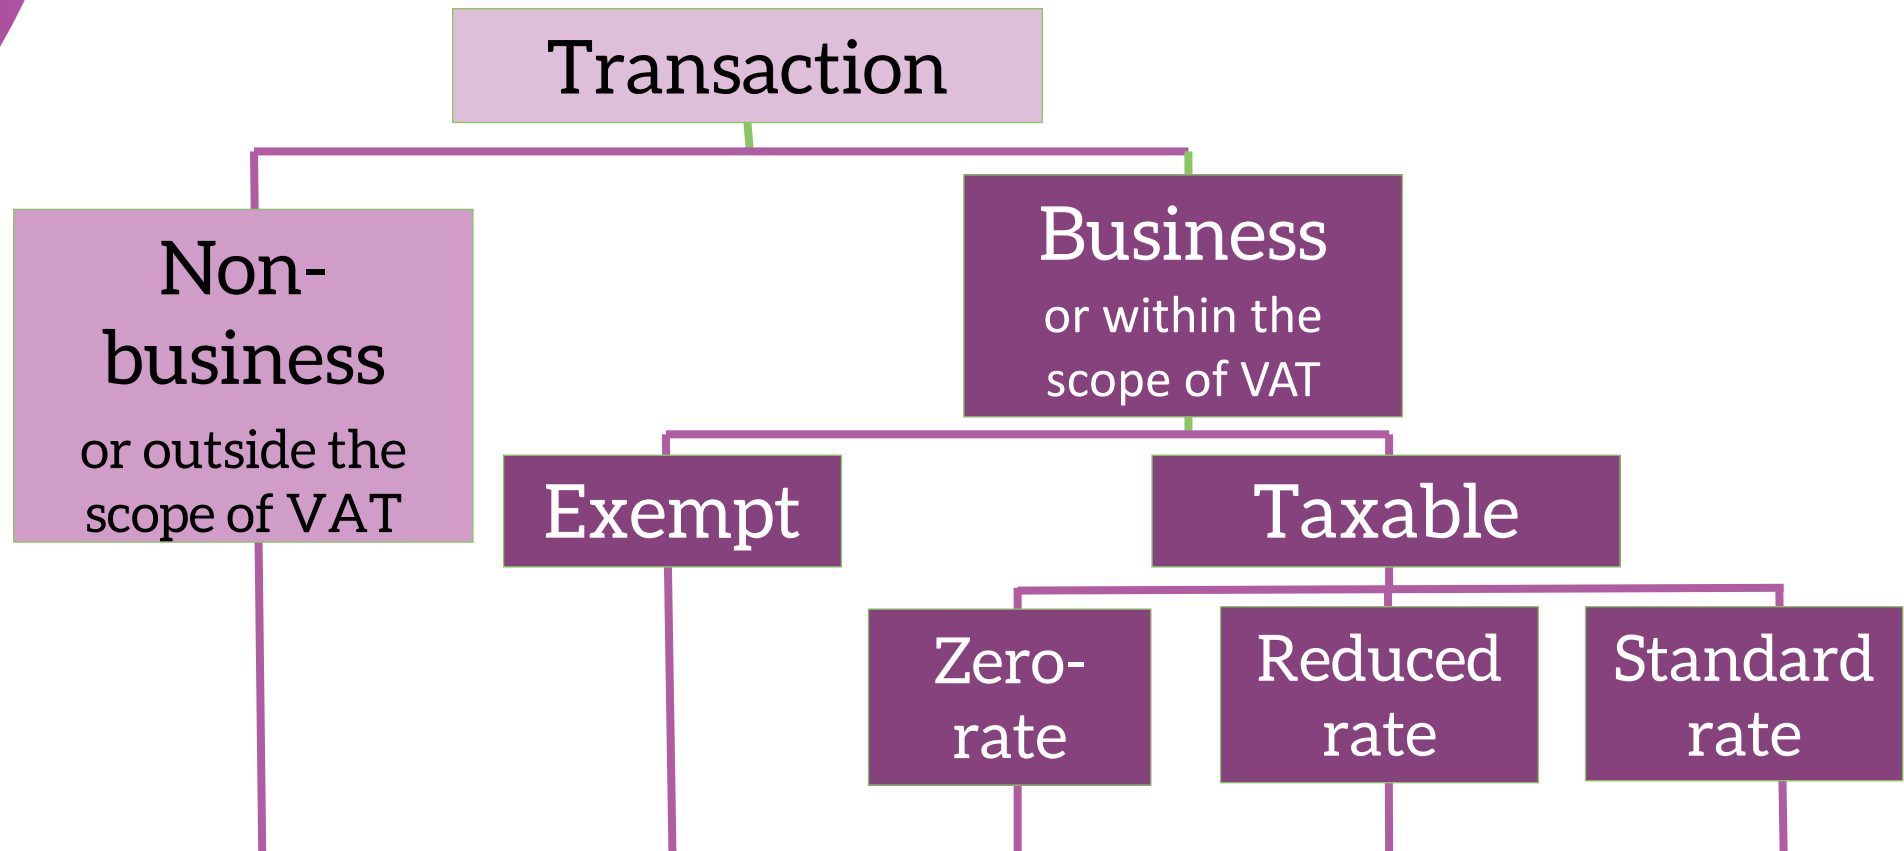 Transaction
Non-
business
or outside the
scope of VAT
Business
or within the
scope of VAT
Exempt
Taxable
Zero-
rate
Reduced
rate
Standard
rate